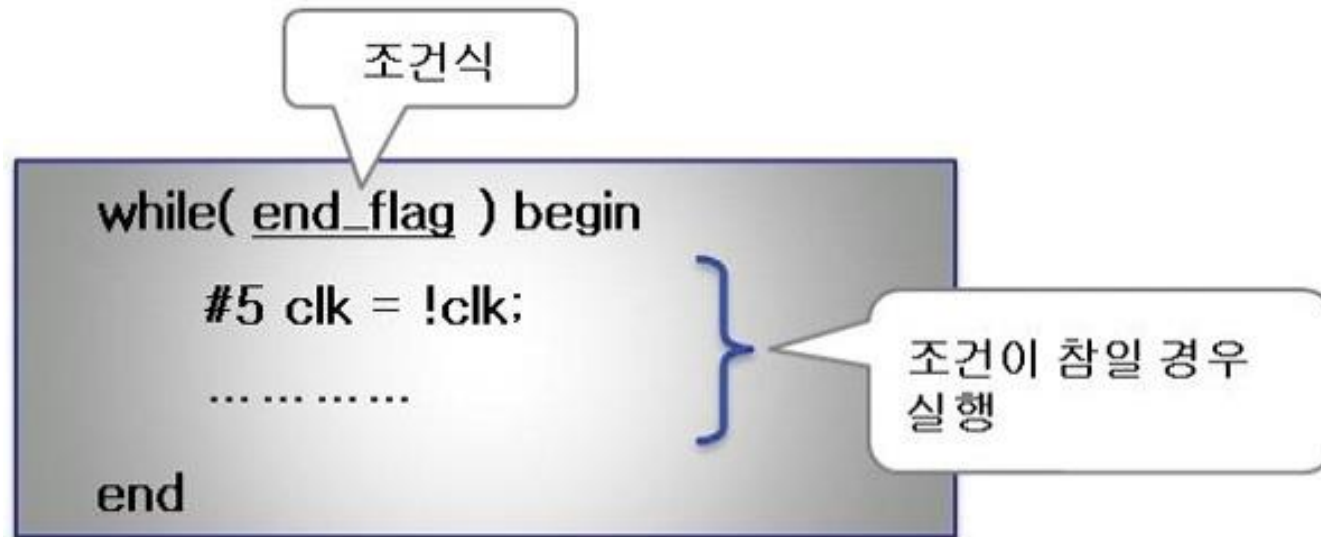 조건식
while( end_flag ) begin
#5 clk = !clk;
… … … …
조건이 참일 경우
실행
end